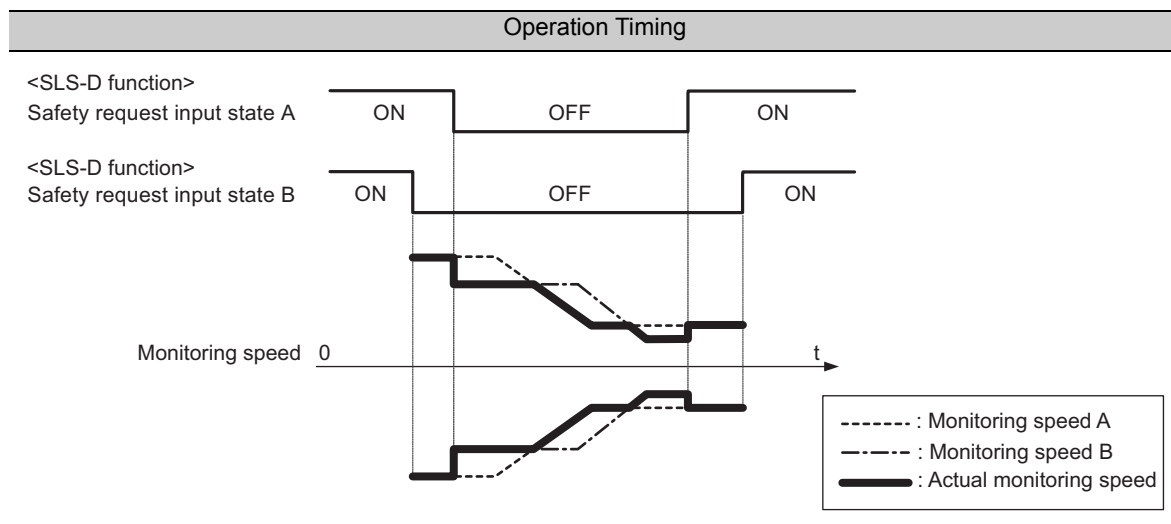 Operation Timing
<SLS-D function>
Safety request input state A
ON OFF ON
<SLS-D function>
Safety request input state B
ON OFF ON
Monitoring speed 0 t
: Monitoring speed A
: Monitoring speed B
: Actual monitoring speed